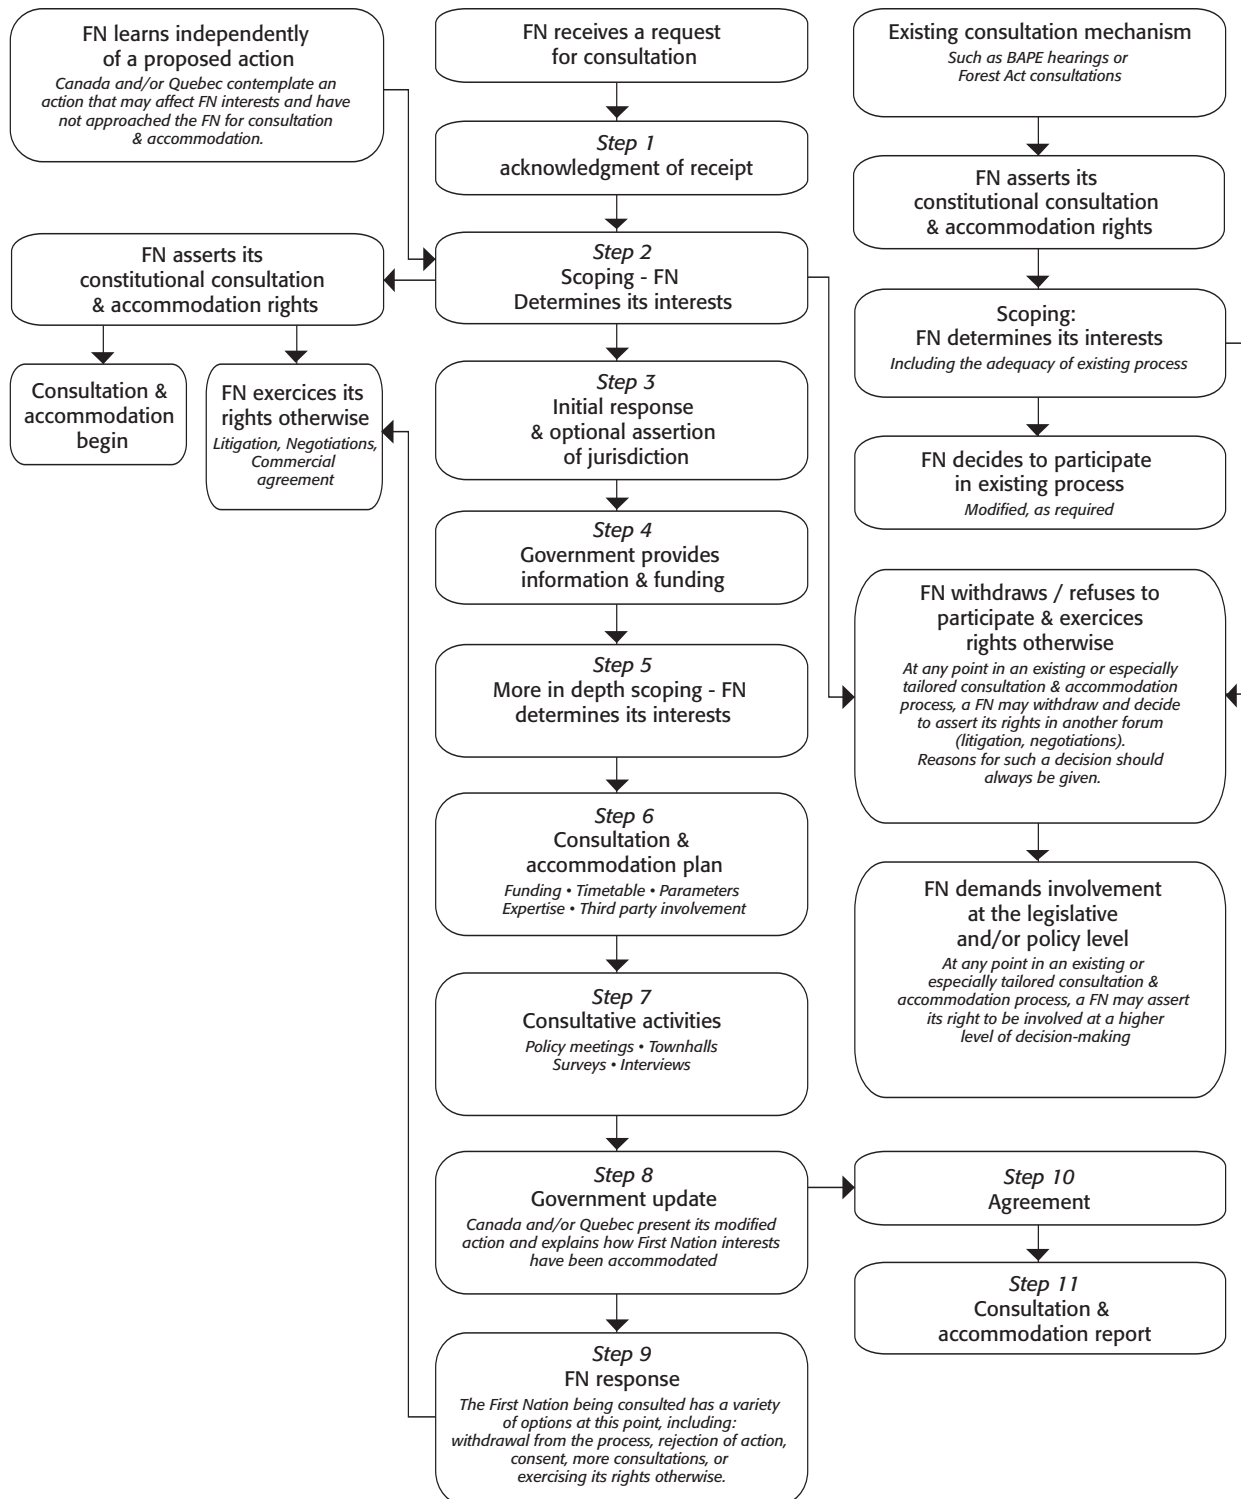 FN learns independently
of a proposed action
Canada and/or Quebec contemplate an
action that may affect FN interests and have
not approached the FN for consultation
& accommodation.
FN receives a request
for consultation
Existing consultation mechanism
Such as BAPE hearings or
Forest Act consultations
Step 1
acknowledgment of receipt
FN asserts its
constitutional consultation
& accommodation rights
FN asserts its
constitutional consultation
& accommodation rights
Step 2
Scoping - FN
Determines its interests
Scoping:
FN determines its interests
Including the adequacy of existing process
Consultation &
accommodation
begin
FN exercices its
rights otherwise
Litigation, Negotiations,
Commercial
agreement
Step 3
Initial response
& optional assertion
of jurisdiction
FN decides to participate
in existing process
Modified, as required
Step 4
Government provides
information & funding
FN withdraws / refuses to
participate & exercices
rights otherwise
At any point in an existing or especially
tailored consultation & accommodation
process, a FN may withdraw and decide
to assert its rights in another forum
(litigation, negotiations).
Reasons for such a decision should
always be given.
Step 5
More in depth scoping - FN
determines its interests
Step 6
Consultation &
accommodation plan
Funding • Timetable • Parameters
Expertise • Third party involvement
FN demands involvement
at the legislative
and/or policy level
At any point in an existing or
especially tailored consultation &
accommodation process, a FN may assert
its right to be involved at a higher
level of decision-making
Step 7
Consultative activities
Policy meetings • Townhalls
Surveys • Interviews
Step 8
Government update
Canada and/or Quebec present its modified
action and explains how First Nation interests
have been accommodated
Step 10
Agreement
Step 11
Consultation &
accommodation report
Step 9
FN response
The First Nation being consulted has a variety
of options at this point, including:
withdrawal from the process, rejection of action,
consent, more consultations, or
exercising its rights otherwise.